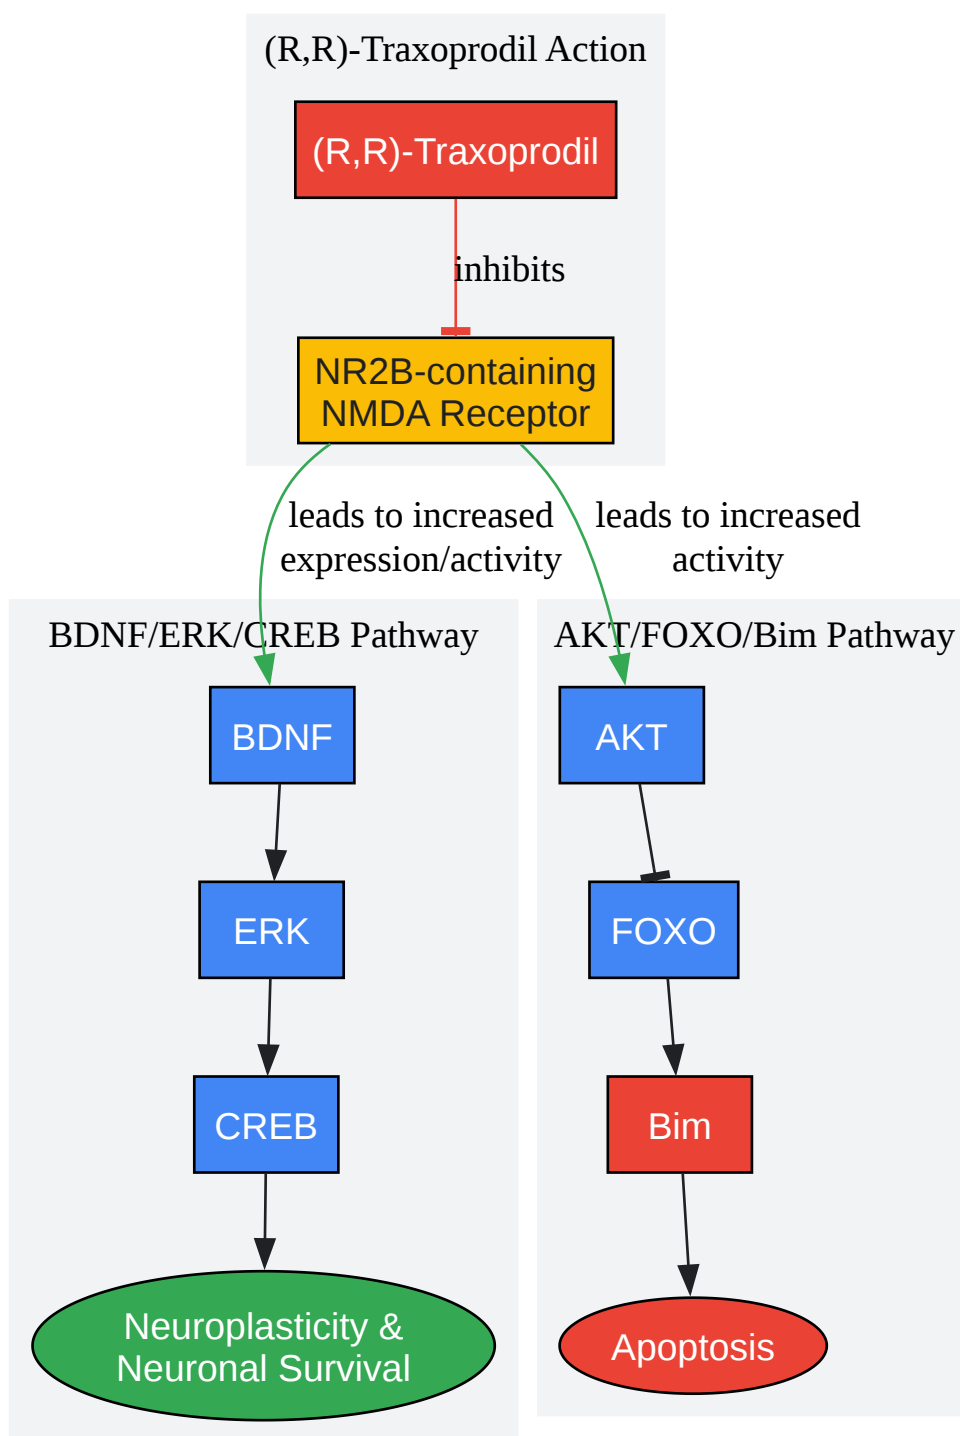 (R,R)-Traxoprodil Action
(R,R)-Traxoprodil
inhibits
NR2B-containing
NMDA Receptor
leads to increased
expression/activity
leads to increased
activity
BDNF/ERK/CREB Pathway
BDNF
ERK
CREB
Neuroplasticity &
Neuronal Survival
AKT/FOXO/Bim Pathway
AKT
FOXO
Bim
Apoptosis